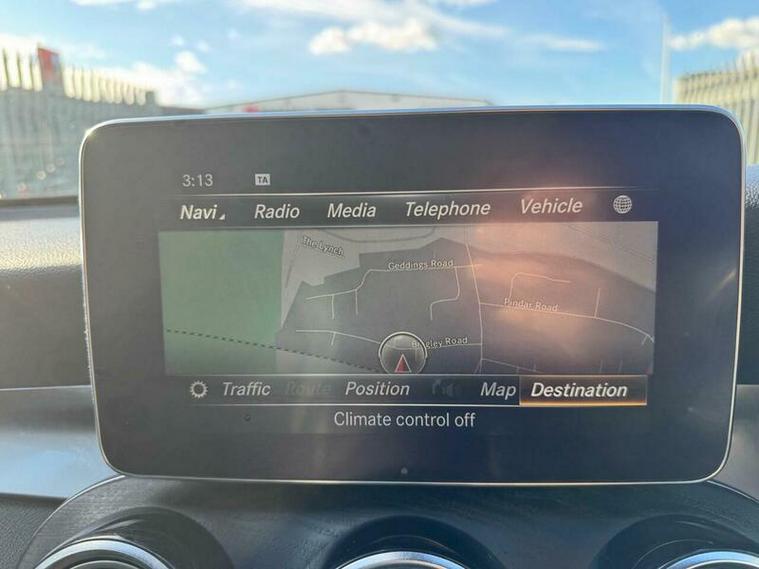 3:13 TA
Navi Radio Media Telephone Vehicle
The Lynch
Geddings Road
Pindar Road
Bingley Road
Traffic Route Position Map Destination
Climate control off